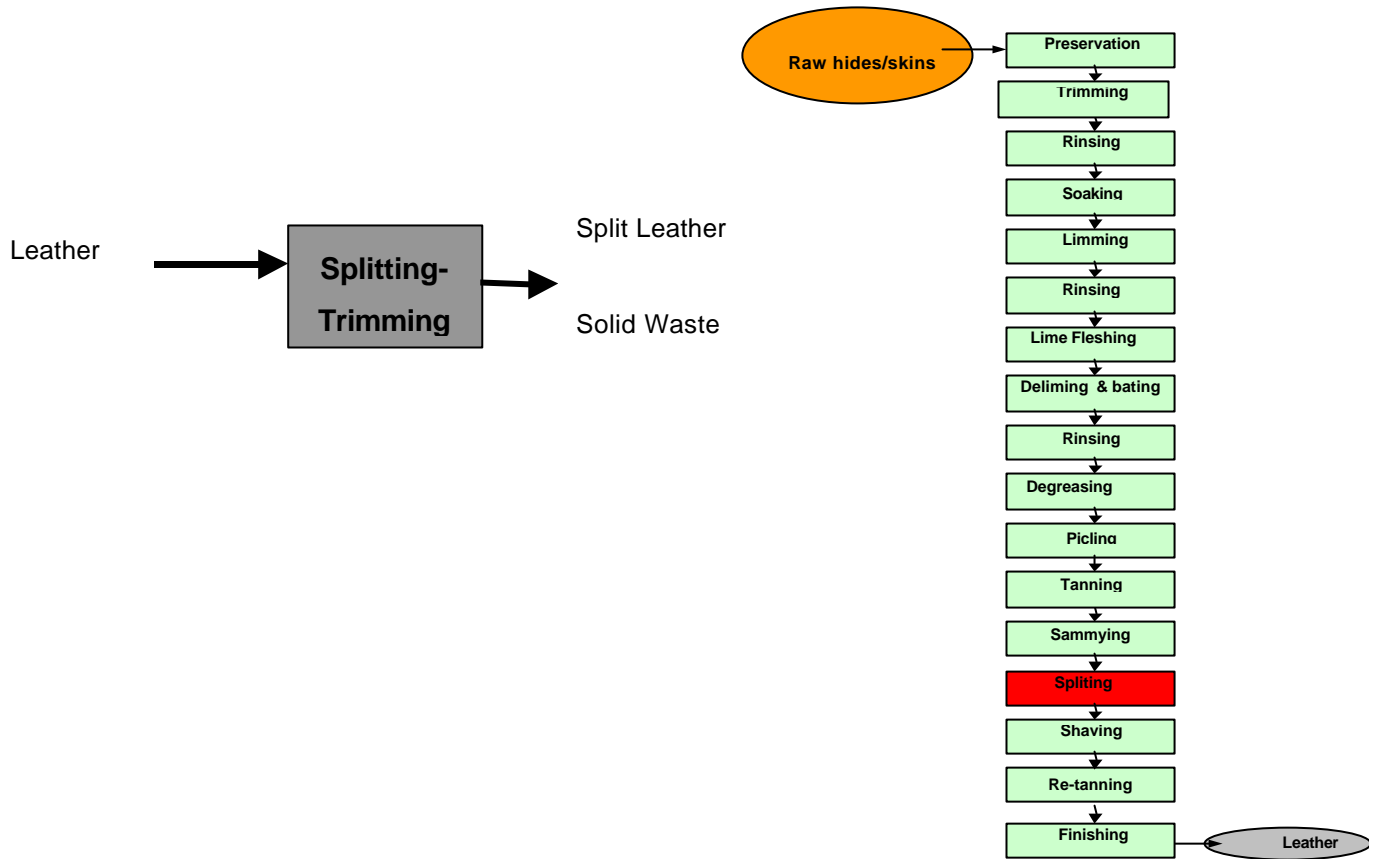 Leather
Splitting-
Trimming
Split Leather
Solid Waste
Raw hides/skins
Preservation
Trimming
Rinsing
Soaking
Limming
Rinsing
Lime Fleshing
Deliming & bating
Rinsing
Degreasing
Picling
Tanning
Sammying
Spliting
Shaving
Re-tanning
Finishing
Leather